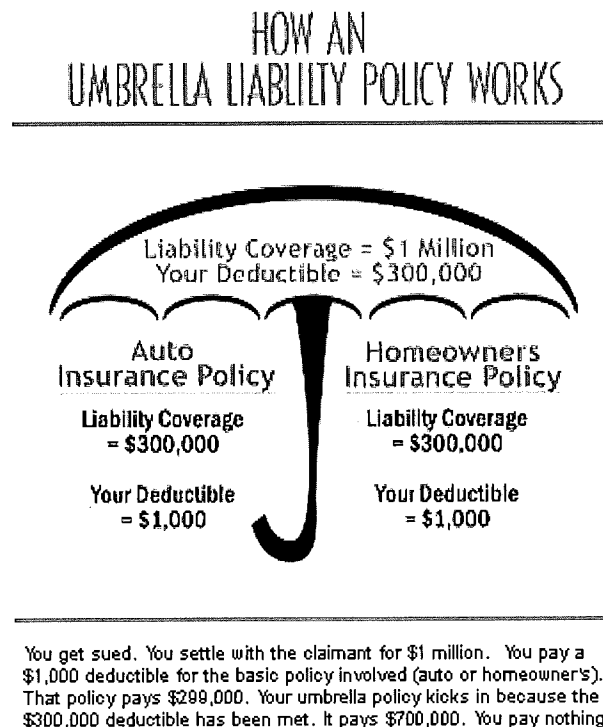 HOW AN
UMBRELLA LIABLILTY POLICY WORKS
Liability Coverage = $1 Million
Your Deductible = $300,000
Auto
Insurance Policy
Liability Coverage
= $300,000
Your Deductible
= $1,000
Homeowners
Insurance Policy
Liability Coverage
= $300,000
Your Deductible
= $1,000
You get sued. You settle with the claimant for $1 million. You pay a
$1,000 deductible for the basic policy involved (auto or homeowner's).
That policy pays $299,000. Your umbrella policy kicks in because the
$300,000 deductible has been met. It pays $700,000. You pay nothing